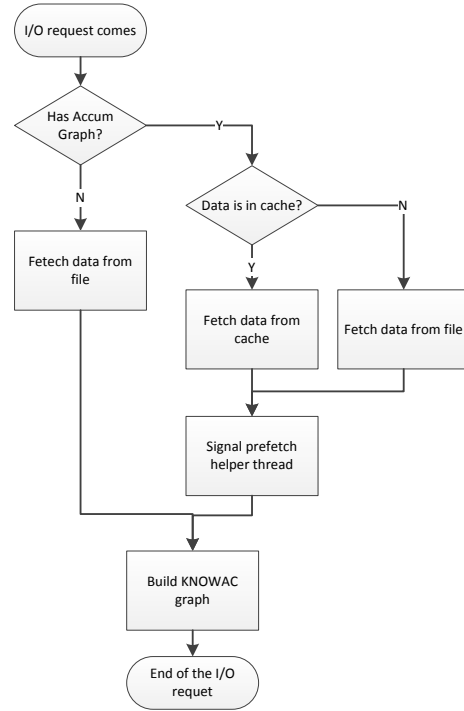 I/O request comes
Has Accum
Graph?
Y
N
Data is in cache?
N
Y
Fetech data from
file
Fetch data from
cache
Fetch data from file
Signal prefetch
helper thread
Build KNOWAC
graph
End of the I/O
requet